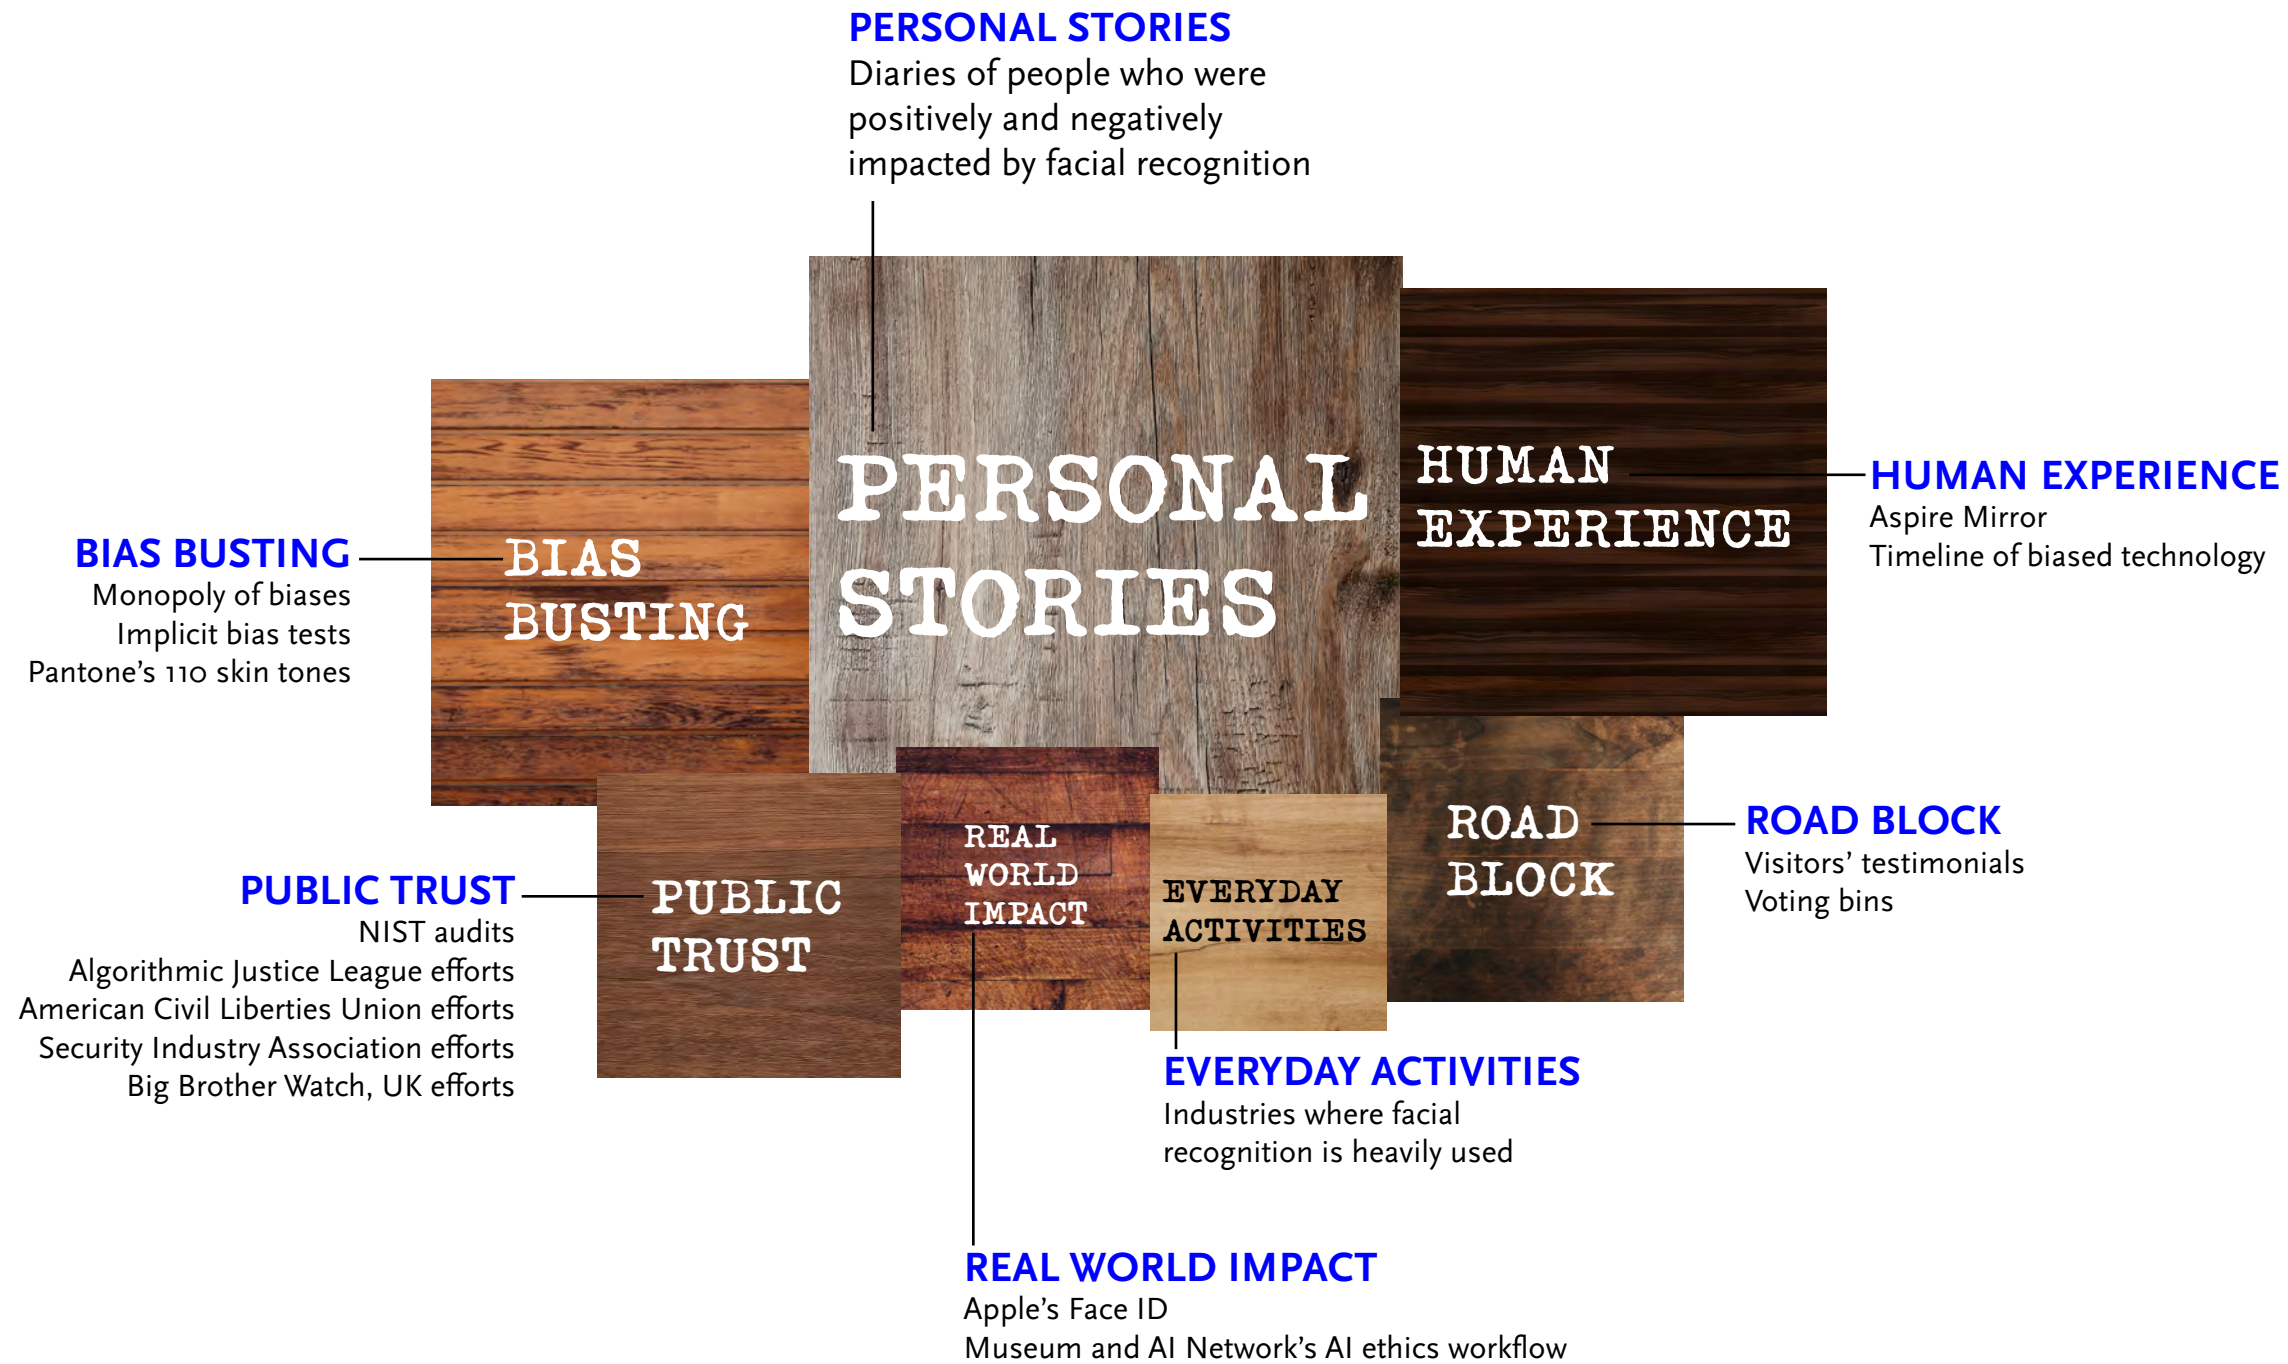 PERSONAL STORIES
Diaries of people who were
positively and negatively
impacted by facial recognition
BIAS BUSTING
Monopoly of biases
Implicit bias tests
Pantone's 110 skin tones
BIAS
BUSTING
PERSONAL
STORIES
HUMAN
EXPERIENCE
HUMAN EXPERIENCE
Aspire Mirror
Timeline of biased technology
PUBLIC TRUST
NIST audits
Algorithmic Justice League efforts
American Civil Liberties Union efforts
Security Industry Association efforts
Big Brother Watch, UK efforts
PUBLIC
TRUST
REAL
WORLD
IMPACT
EVERYDAY
ACTIVITIES
ROAD
BLOCK
ROAD BLOCK
Visitors' testimonials
Voting bins
EVERYDAY ACTIVITIES
Industries where facial
recognition is heavily used
REAL WORLD IMPACT
Apple's Face ID
Museum and AI Network's AI ethics workflow